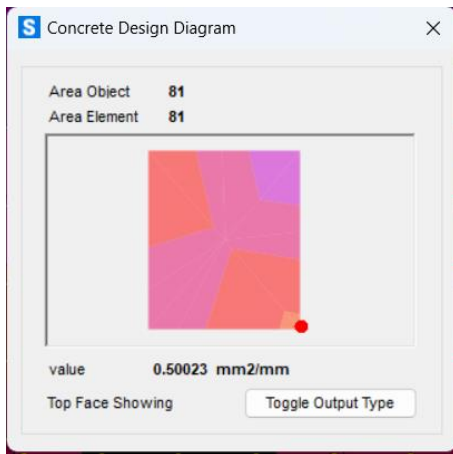 S Concrete Design Diagram
Area Object 81
Area Element 81
value 0.50023 mm2/mm
Top Face Showing Toggle Output Type